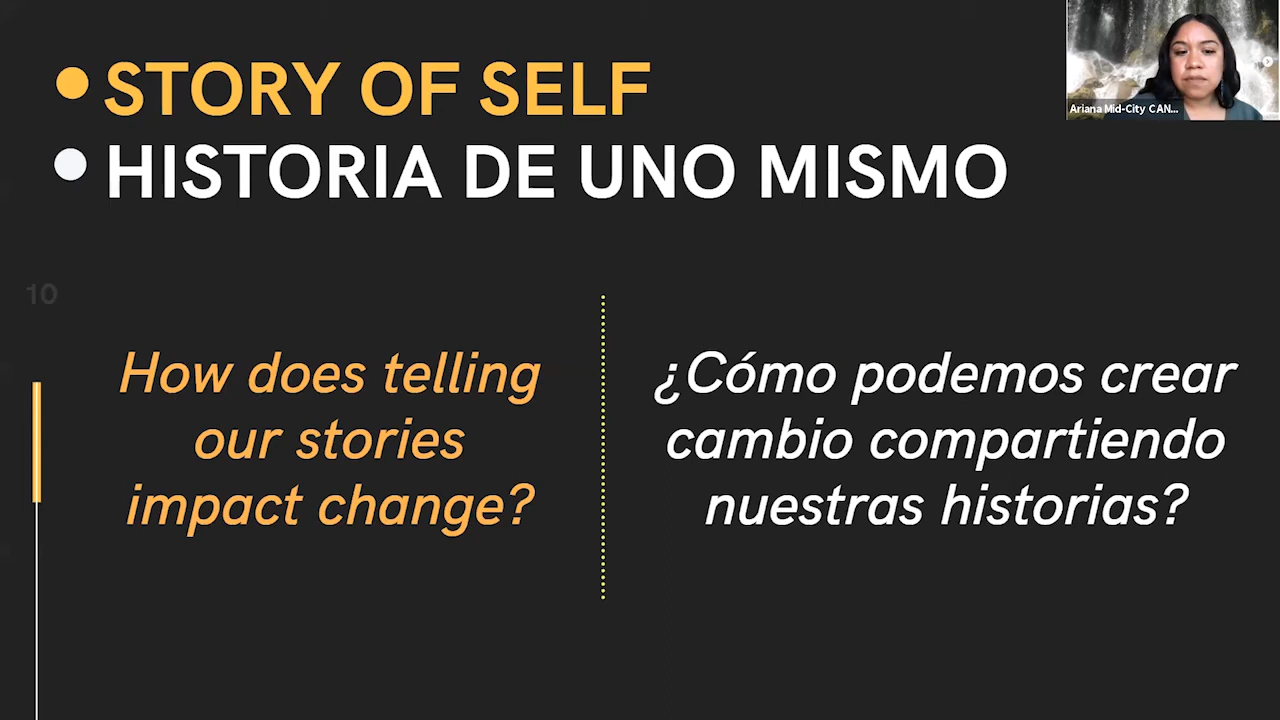 STORY OF SELF
HISTORIA DE UNO MISMO
Ariana Mid-City CAN...
10
How does telling
our stories
impact change?
¿Cómo podemos crear
cambio compartiendo
nuestras historias?